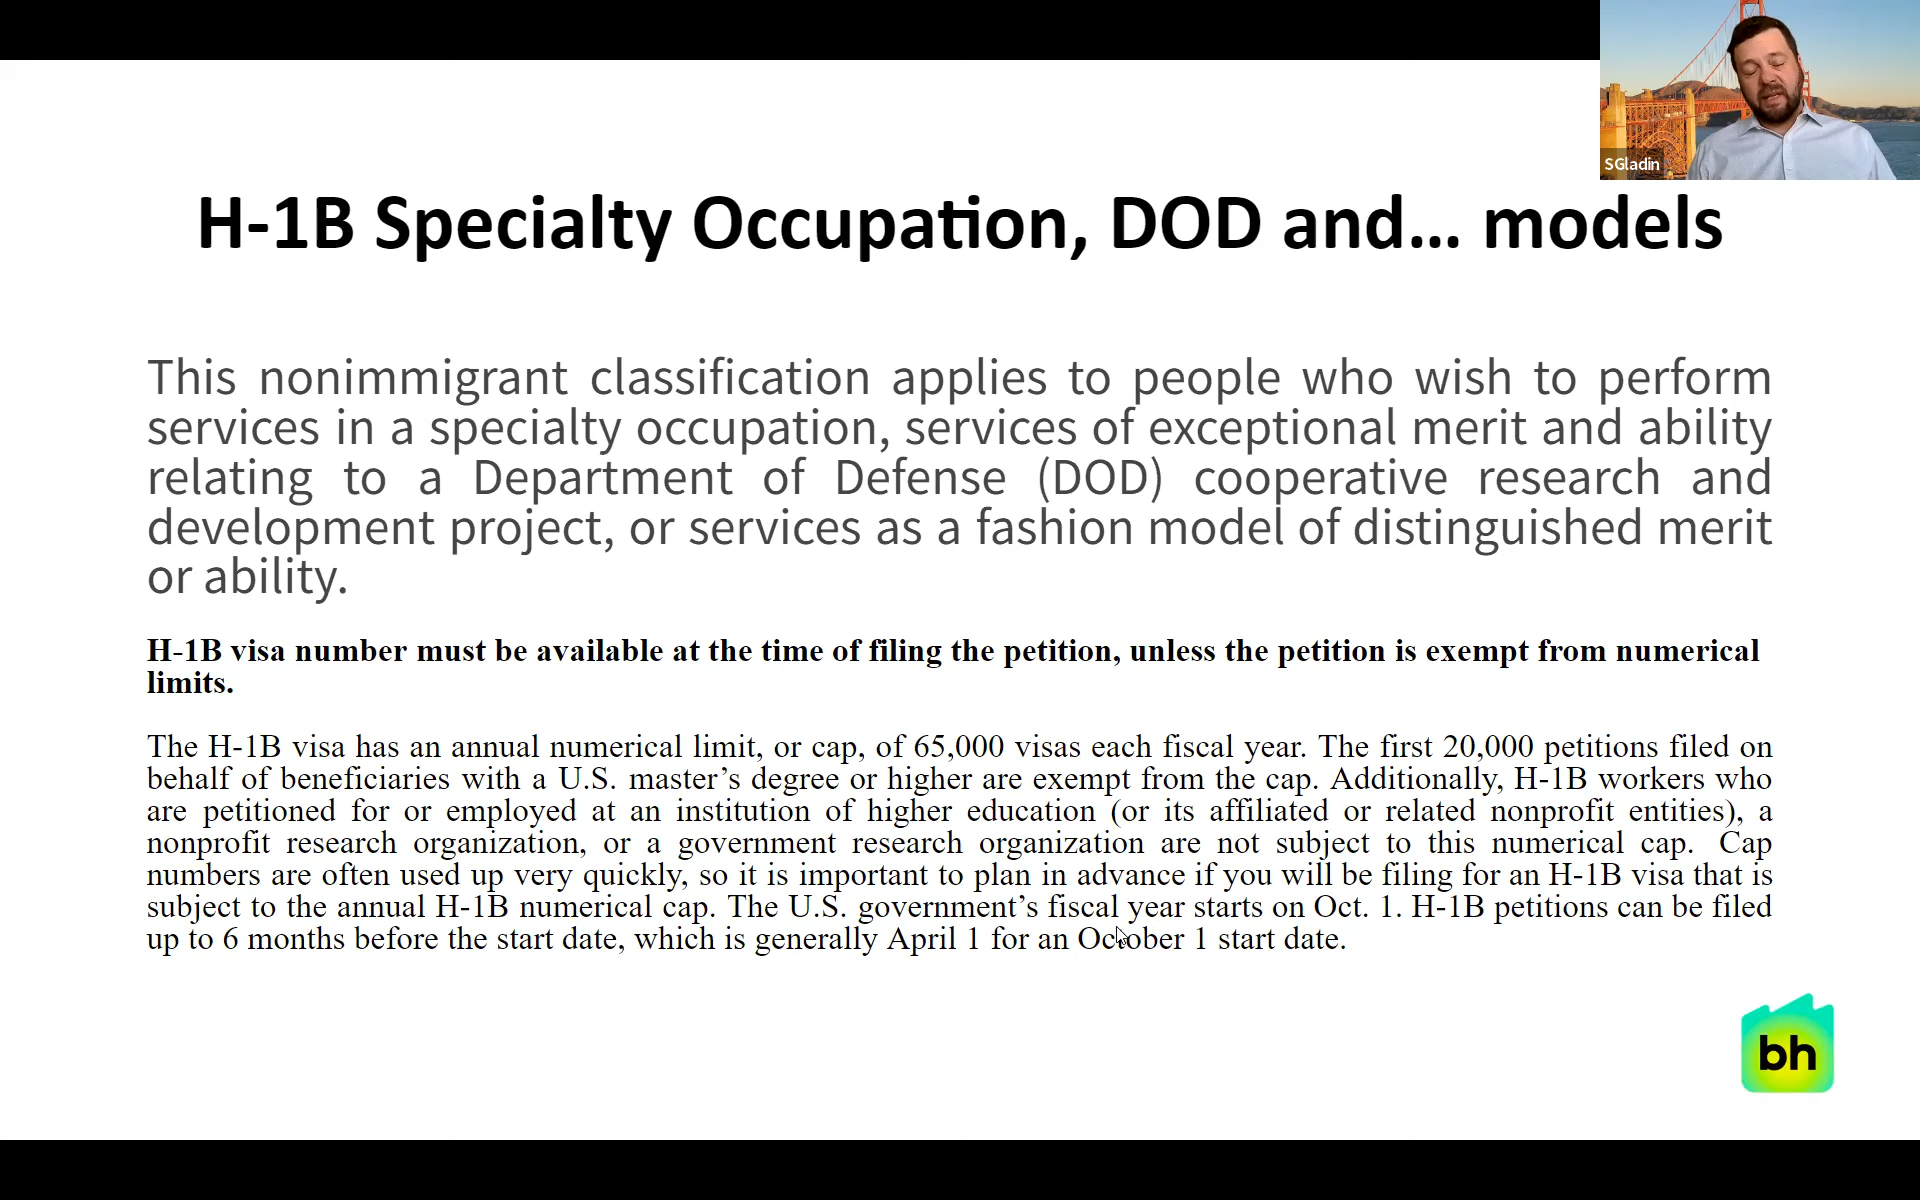 SGladin
H-1B Specialty Occupation, DOD and... models
This nonimmigrant classification applies to people who wish to perform
services in a specialty occupation, services of exceptional merit and ability
relating to a Department of Defense (DOD) cooperative research and
development project, or services as a fashion model of distinguished merit
or ability.
H-1B visa number must be available at the time of filing the petition, unless the petition is exempt from numerical
limits.
The H-1B visa has an annual numerical limit, or cap, of 65,000 visas each fiscal year. The first 20,000 petitions filed on
behalf of beneficiaries with a U.S. master’s degree or higher are exempt from the cap. Additionally, H-1B workers who
are petitioned for or employed at an institution of higher education (or its affiliated or related nonprofit entities), a
nonprofit research organization, or a government research organization are not subject to this numerical cap. Cap
numbers are often used up very quickly, so it is important to plan in advance if you will be filing for an H-1B visa that is
subject to the annual H-1B numerical cap. The U.S. government’s fiscal year starts on Oct. 1. H-1B petitions can be filed
up to 6 months before the start date, which is generally April 1 for an October 1 start date.
bh